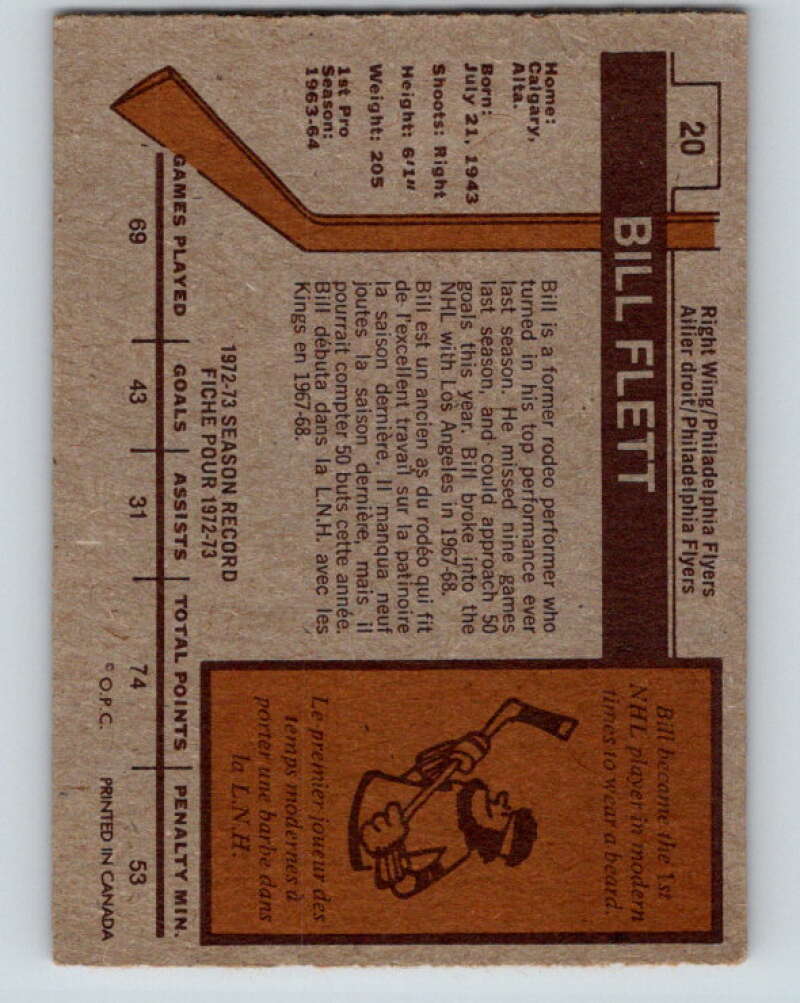 20
Right Wing/Philadelphia Flyers
Ailier droit/Philadelphia Flyers
BILL FLETT
Home:
Calgary,
Alta.
Born:
July 21, 1943
Shoots: Right
Height: 6'1"
Weight: 205
1st Pro
Season:
1963-64
Bill is a former rodeo performer who
turned in his top performance ever
last season. He missed nine games
last season, and could approach 50
goals this year. Bill broke into the
NHL with Los Angeles in 1967-68.
Bill est un ancien as du rodéo qui fit
de l'excellent travail sur la patinoire
la saison dernière. Il manqua neuf
joutes la saison dernière, mais il
pourrait compter 50 buts cette année.
Bill débuta dans la L.N.H. avec les
Kings en 1967-68.
Bill became the 1st
NHL player in modern
times to wear a beard.
Le premier joueur des
temps modernes à
porter une barbe dans
la L.N.H.
1972-73 SEASON RECORD
FICHE POUR 1972-73
GAMES PLAYED GOALS ASSISTS TOTAL POINTS PENALTY MIN.
69 43 31 74 53
© O.P.C. PRINTED IN CANADA